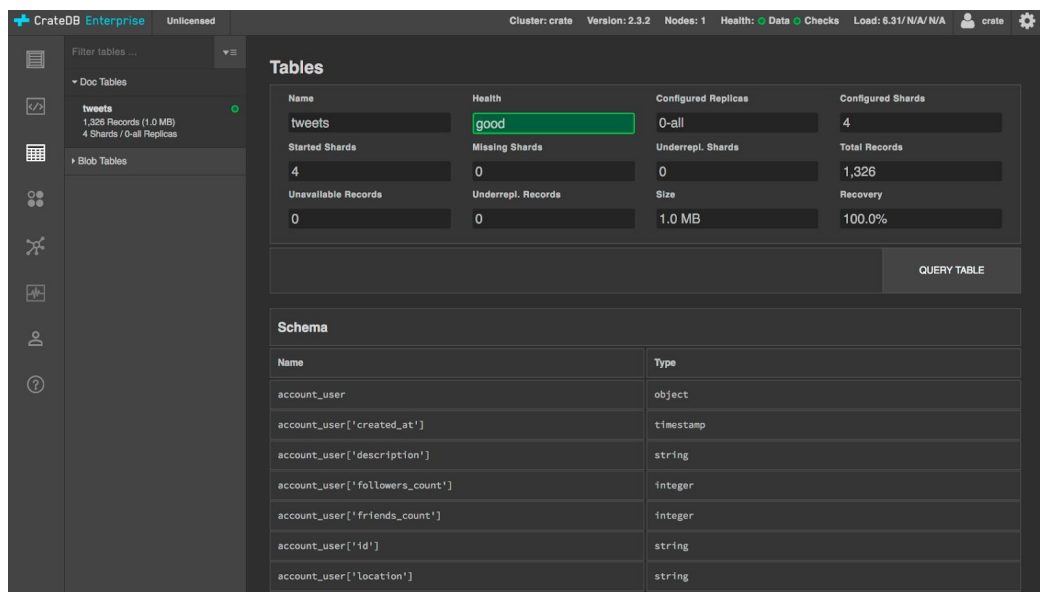 CrateDB Enterprise Unlicensed Cluster: crate Version: 2.3.2 Nodes: 1 Health: Data Checks Load: 6.31/ N/A/ N/A crate
Filter tables ...
Doc Tables
tweets
1,326 Records (1.0 MB)
4 Shards / 0-all Replicas
Blob Tables
Tables
Name Health Configured Replicas Configured Shards
tweets good 0-all 4
Started Shards Missing Shards Underrepl. Shards Total Records
4 0 0 1,326
Unavailable Records Underrepl. Records Size Recovery
0 0 1.0 MB 100.0%
QUERY TABLE
Schema
Name Type
account_user object
account_user['created_at'] timestamp
account_user['description'] string
account_user['followers_count'] integer
account_user['friends_count'] integer
account_user['id'] string
account_user['location'] string